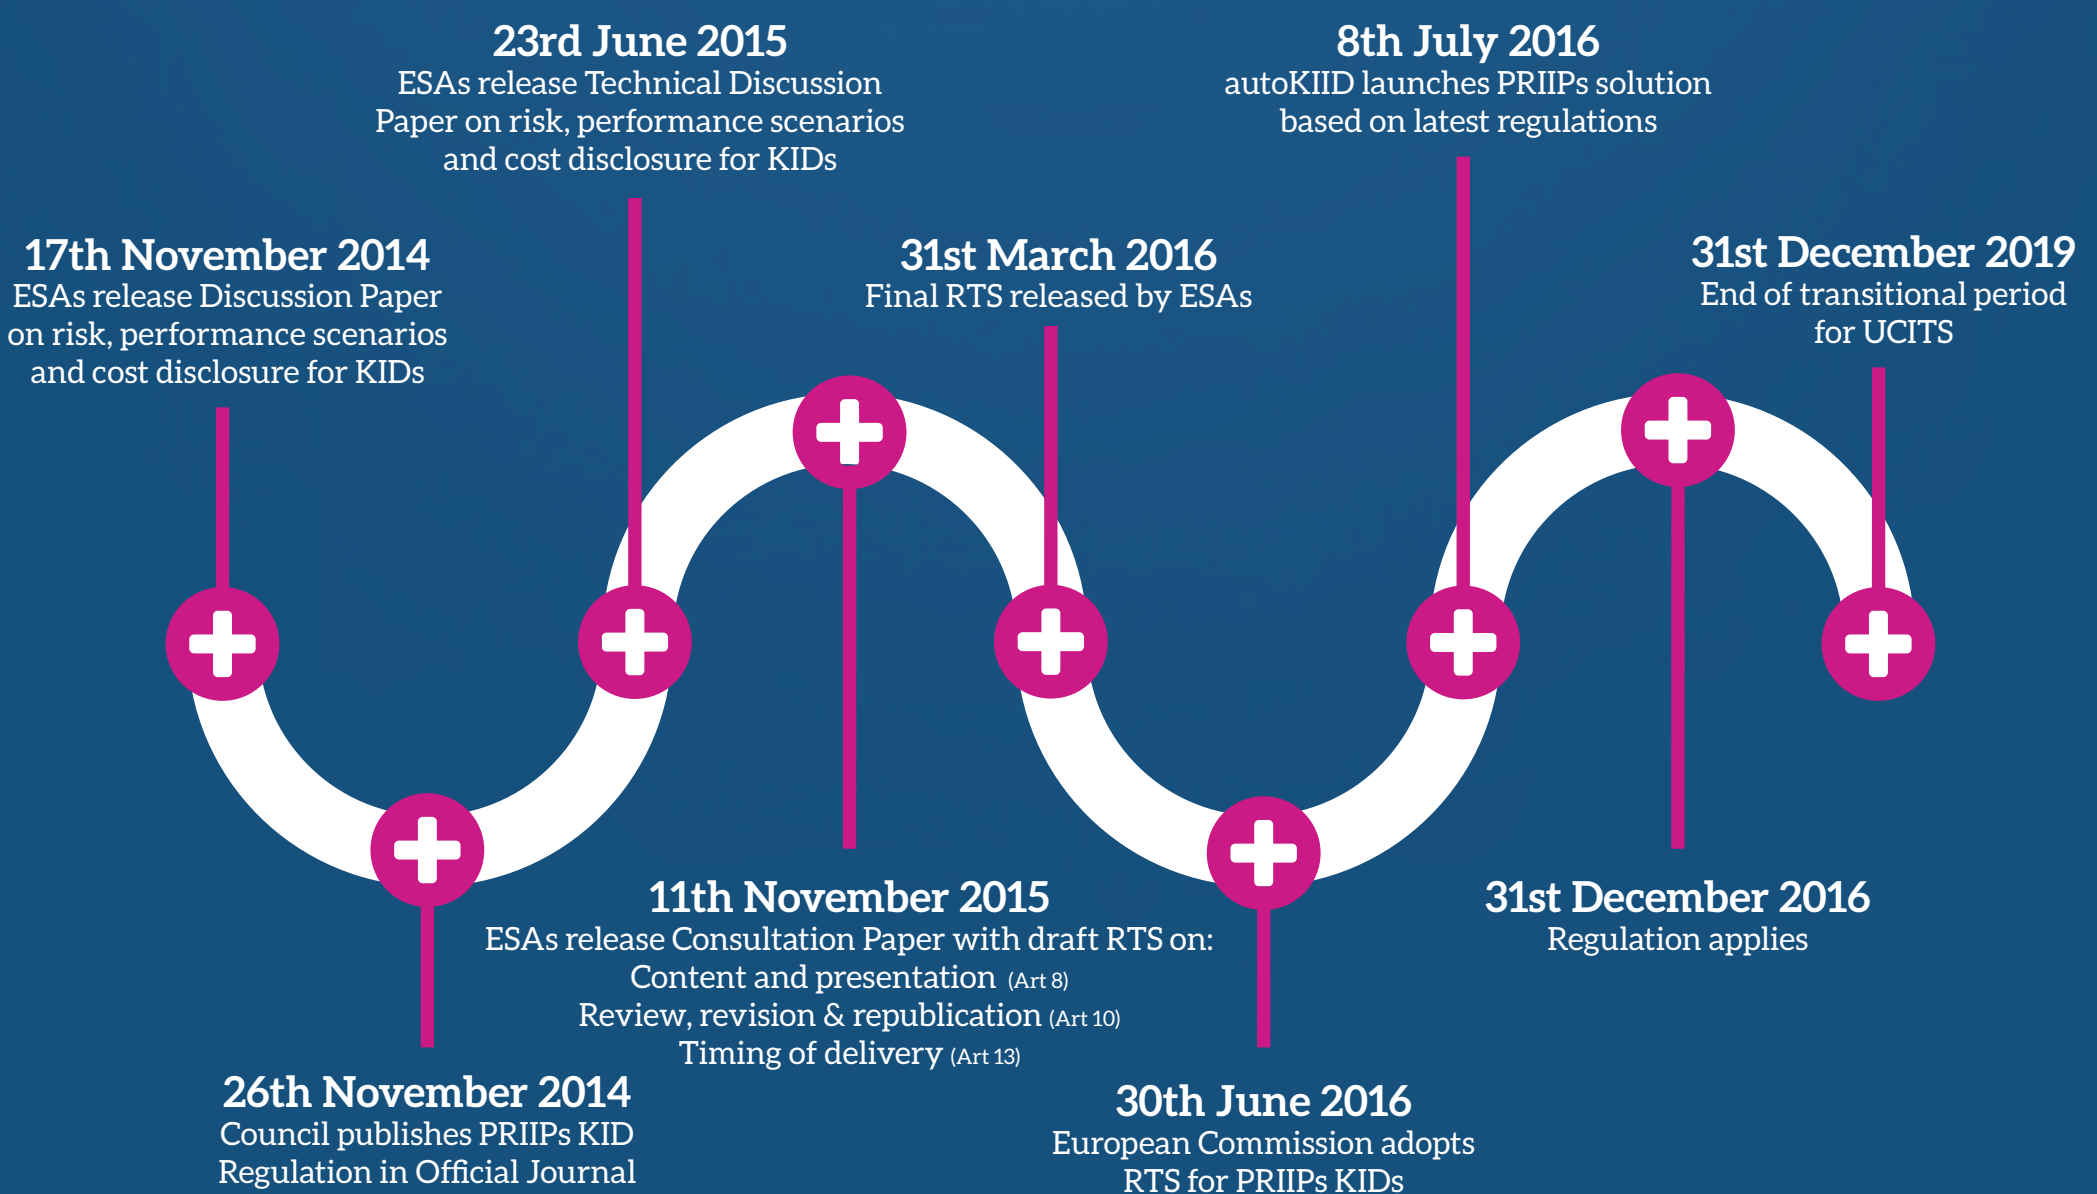 17th November 2014
ESAs release Discussion Paper
on risk, performance scenarios
and cost disclosure for KIDs
26th November 2014
Council publishes PRIIPs KID
Regulation in Official Journal
23rd June 2015
ESAs release Technical Discussion
Paper on risk, performance scenarios
and cost disclosure for KIDs
11th November 2015
ESAs release Consultation Paper with draft RTS on:
Content and presentation (Art 8)
Review, revision & republication (Art 10)
Timing of delivery (Art 13)
31st March 2016
Final RTS released by ESAs
30th June 2016
European Commission adopts
RTS for PRIIPs KIDs
8th July 2016
autoKIID launches PRIIPs solution
based on latest regulations
31st December 2016
Regulation applies
31st December 2019
End of transitional period
for UCITS